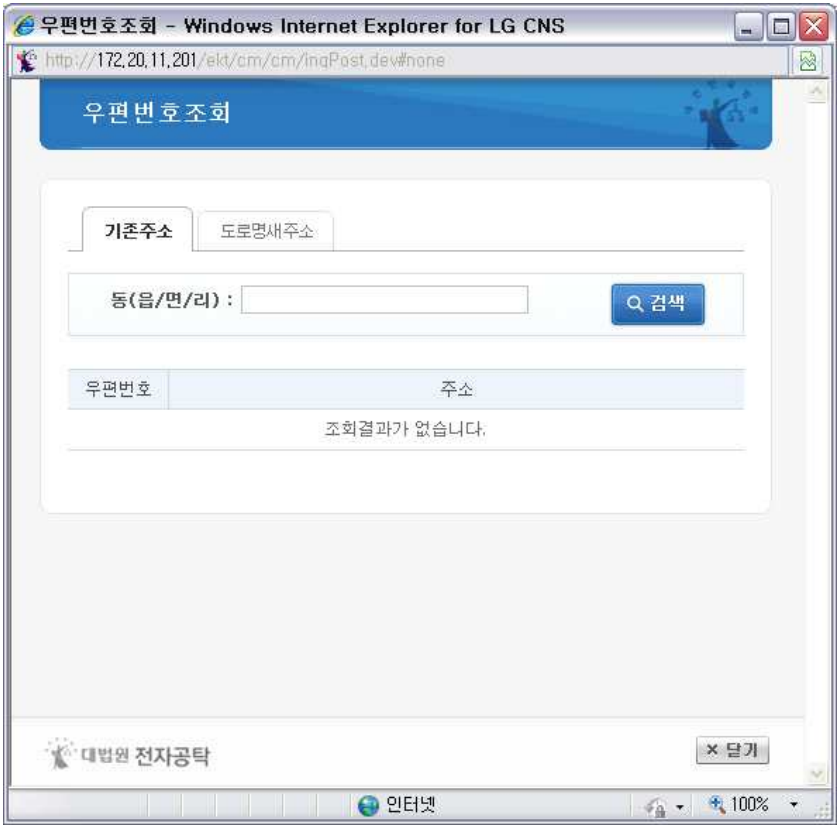 우편번호조회 - Windows Internet Explorer for LG CNS
http://172,20,11,201/ekt/cm/cm/inqPost,dev#none
우편번호조회
기존주소 도로명새주소
동(읍/면/리) : 검색
우편번호 주소
조회결과가 없습니다.
대법원 전자공탁 × 닫기
인터넷 100%